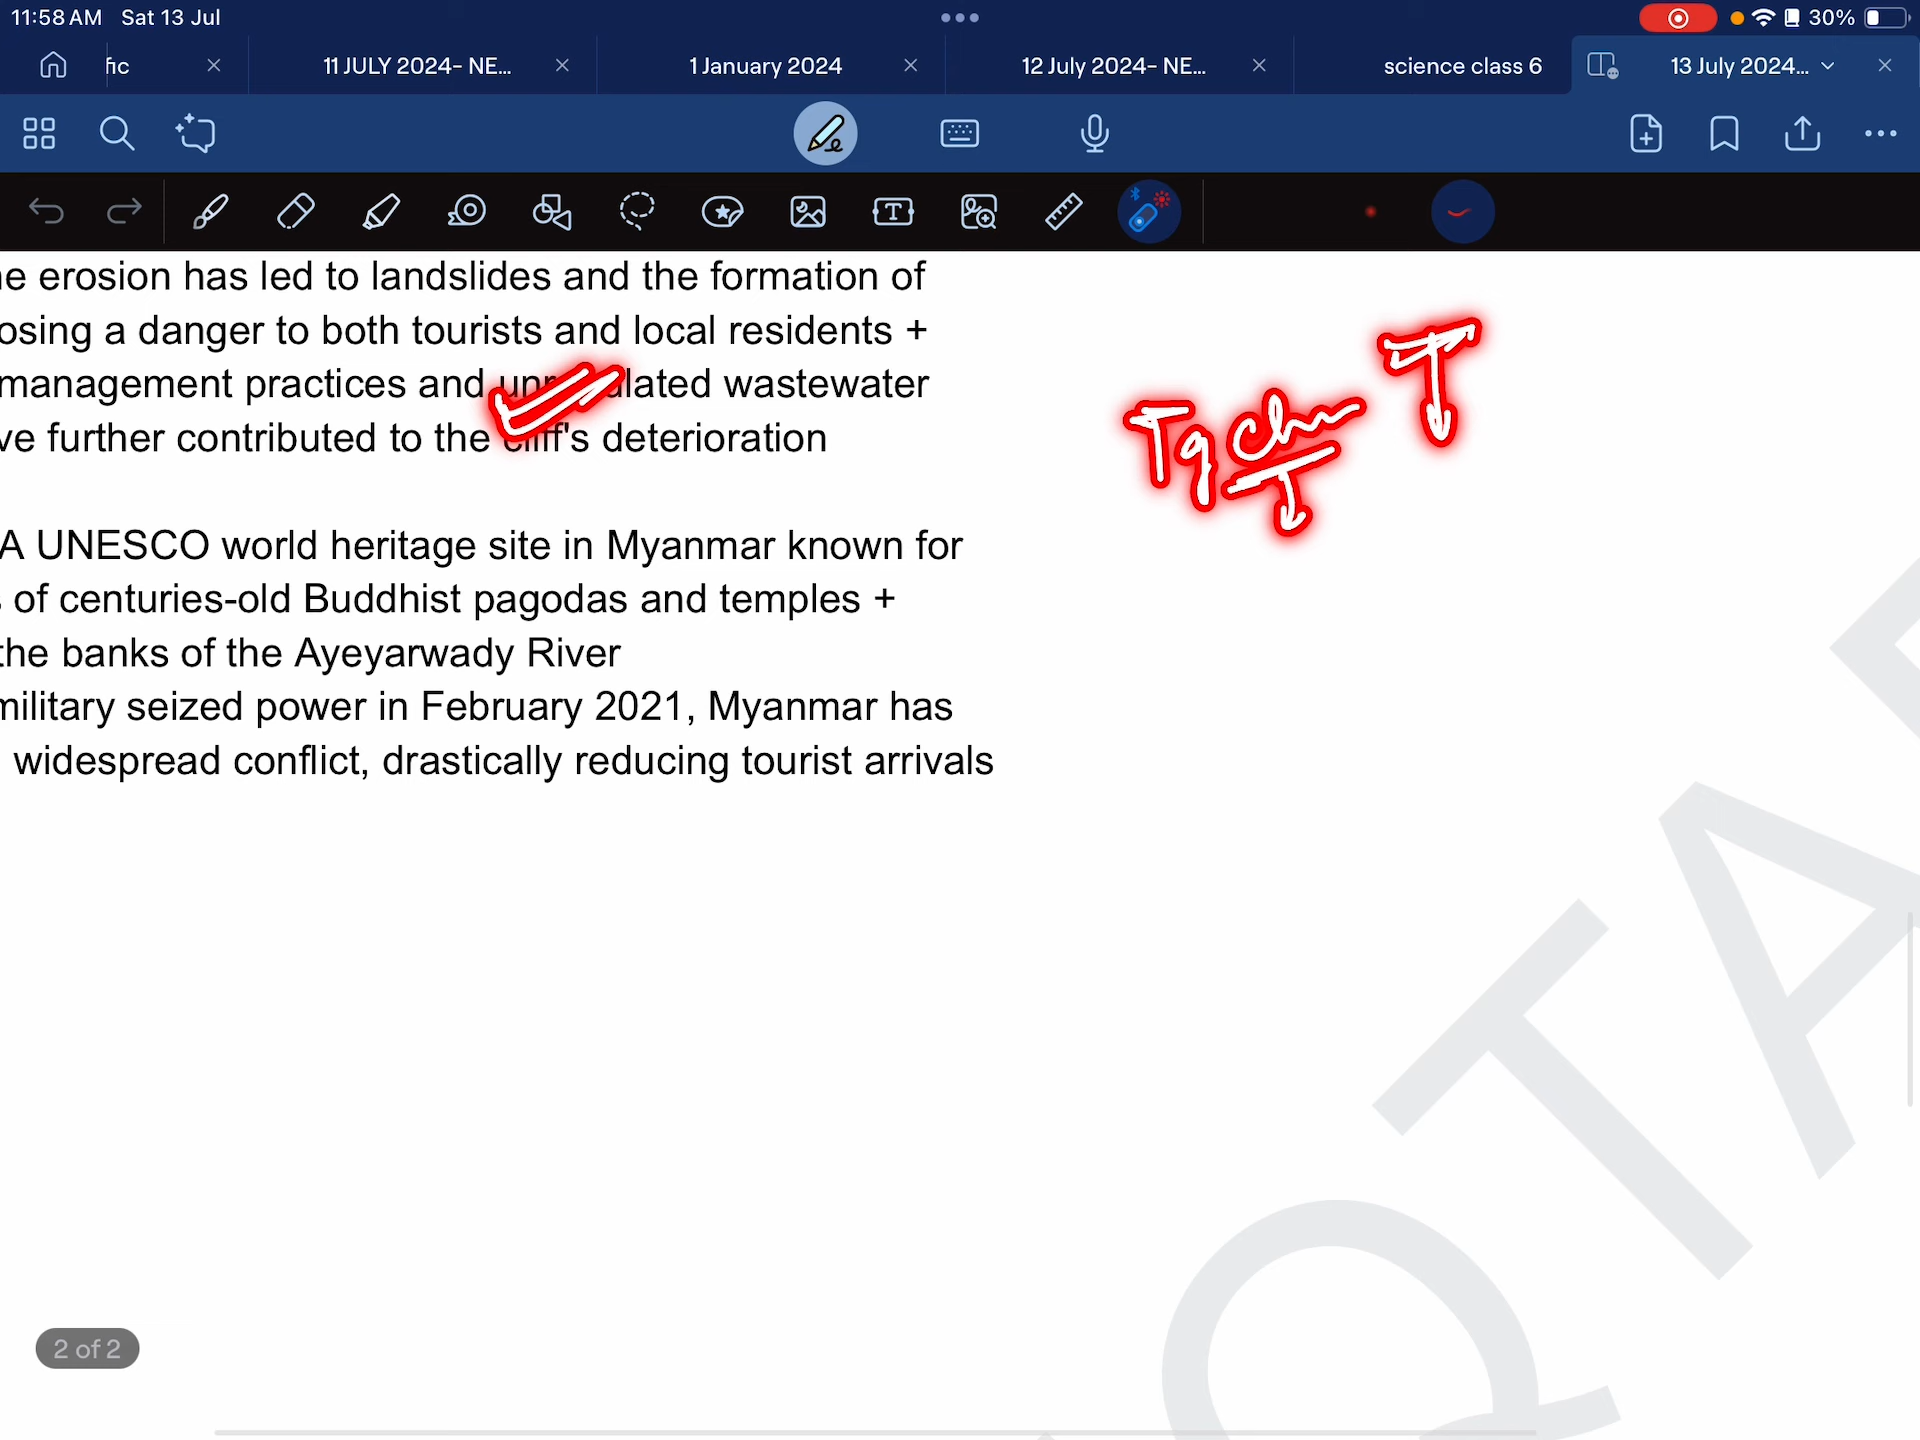 11:58 AM Sat 13 Jul
30%
fic
11 JULY 2024- NE...
1 January 2024
12 July 2024- NE...
science class 6
13 July 2024...
e erosion has led to landslides and the formation of
osing a danger to both tourists and local residents +
management practices and lated wastewater
ve further contributed to the cliff's deterioration
A UNESCO world heritage site in Myanmar known for
s of centuries-old Buddhist pagodas and temples +
the banks of the Ayeyarwady River
military seized power in February 2021, Myanmar has
widespread conflict, drastically reducing tourist arrivals
2 of 2
QTA